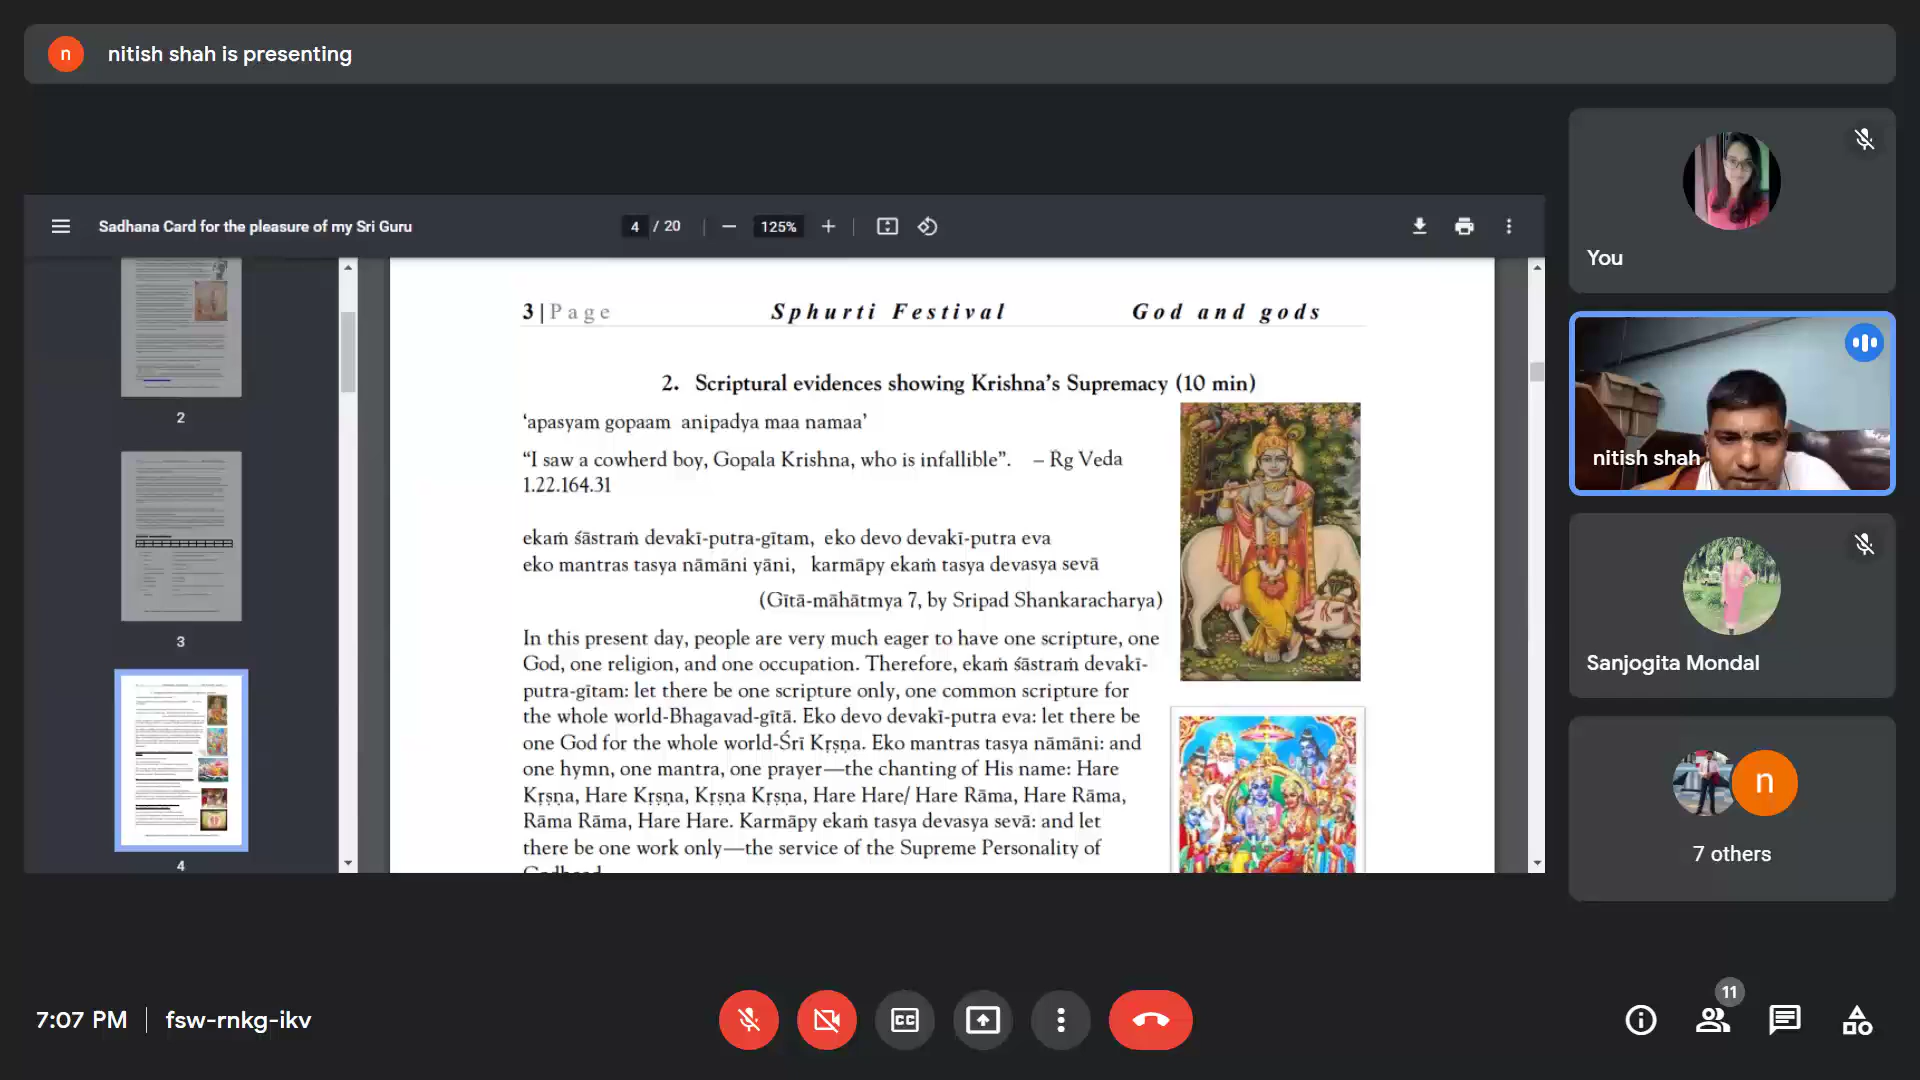 n
nitish shah is presenting
Sadhana Card for the pleasure of my Sri Guru
4 / 20
125%
2
3
4
3|Page
Sphurti Festival
God and gods
2. Scriptural evidences showing Krishna's Supremacy (10 min)
‘apasyam gopaam anipadya maa namaa’
“I saw a cowherd boy, Gopala Krishna, who is infallible”. – Ṛg Veda
1.22.164.31
ekaṁ śāstraṁ devakī-putra-gītam, eko devo devakī-putra eva
eko mantras tasya nāmāni yāni, karmāpy ekaṁ tasya devasya sevā
(Gītā-māhātmya 7, by Sripad Shankaracharya)
In this present day, people are very much eager to have one scripture, one
God, one religion, and one occupation. Therefore, ekaṁ śāstraṁ devakī-
putra-gītam: let there be one scripture only, one common scripture for
the whole world-Bhagavad-gītā. Eko devo devakī-putra eva: let there be
one God for the whole world-Śrī Kṛṣṇa. Eko mantras tasya nāmāni: and
one hymn, one mantra, one prayer—the chanting of His name: Hare
Kṛṣṇa, Hare Kṛṣṇa, Kṛṣṇa Kṛṣṇa, Hare Hare/ Hare Rāma, Hare Rāma,
Rāma Rāma, Hare Hare. Karmāpy ekaṁ tasya devasya sevā: and let
there be one work only—the service of the Supreme Personality of
You
nitish shah
Sanjogita Mondal
n
7 others
7:07 PM
fsw-rnkg-ikv
CC
11